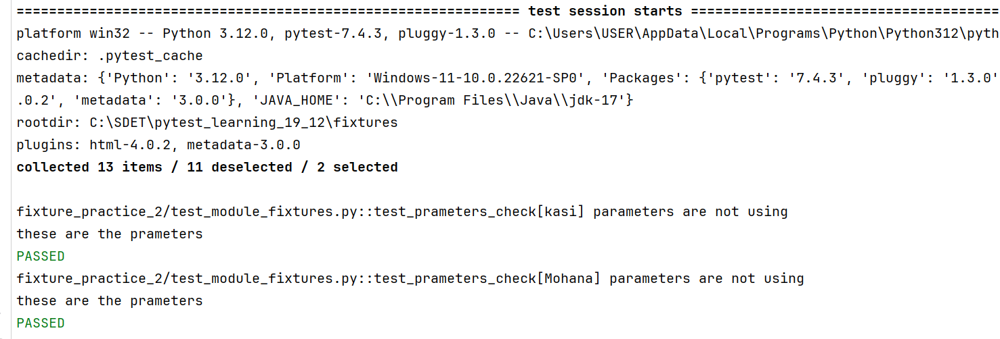 ============================================================== test session starts ======================================
platform win32 -- Python 3.12.0, pytest-7.4.3, pluggy-1.3.0 -- C:\Users\USER\AppData\Local\Programs\Python\Python312\pyth
cachedir: .pytest_cache
metadata: {'Python': '3.12.0', 'Platform': 'Windows-11-10.0.22621-SP0', 'Packages': {'pytest': '7.4.3', 'pluggy': '1.3.0'
.0.2', 'metadata': '3.0.0'}, 'JAVA_HOME': 'C:\\Program Files\\Java\\jdk-17'}
rootdir: C:\SDET\pytest_learning_19_12\fixtures
plugins: html-4.0.2, metadata-3.0.0
collected 13 items / 11 deselected / 2 selected
fixture_practice_2/test_module_fixtures.py::test_prameters_check[kasi] parameters are not using
these are the prameters
PASSED
fixture_practice_2/test_module_fixtures.py::test_prameters_check[Mohana] parameters are not using
these are the prameters
PASSED